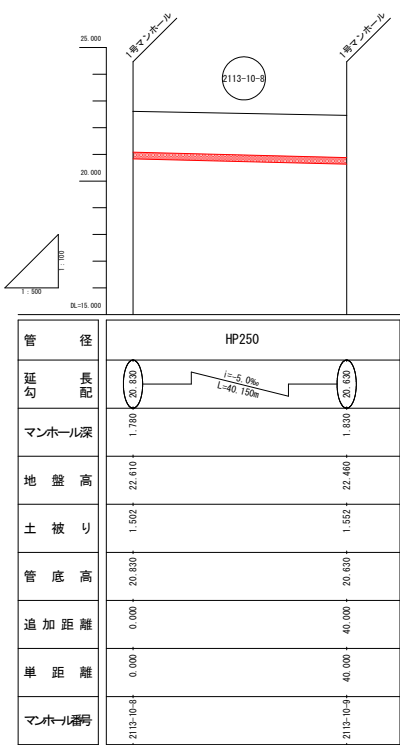 1号マンホール
1号マンホール
25.000
2113-10-8
20.000
1:100
1:500
DL=15.000
管 径
HP250
延 長
勾 配
20.830
i=-5.0‰
L=40.150m
20.630
マンホール深
1.780
1.830
地 盤 高
22.610
22.460
土 被 り
1.502
1.552
管 底 高
20.830
20.630
追 加 距 離
0.000
40.000
単 距 離
0.000
40.000
マンホール番号
2113-10-8
2113-10-9